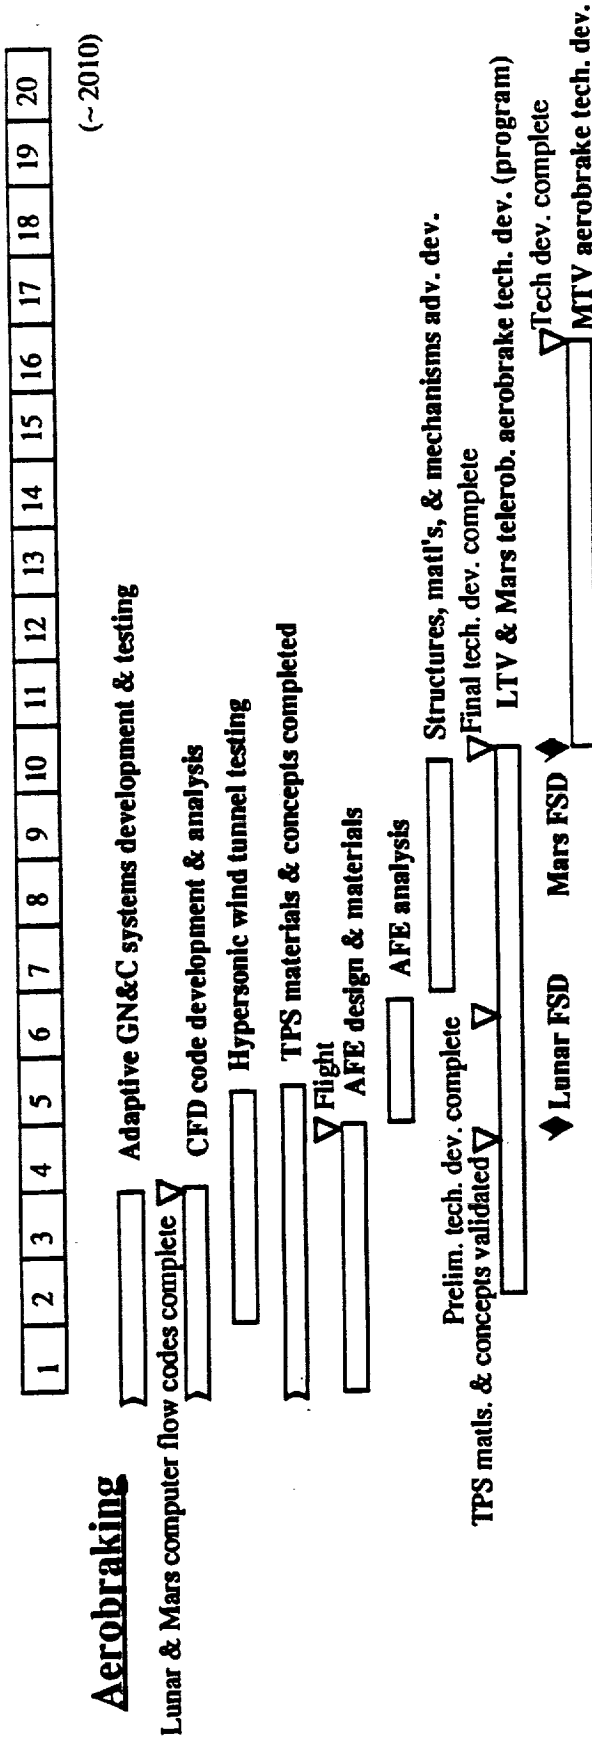 1 2 3 4 5 6 7 8 9 10 11 12 13 14 15 16 17 18 19 20
(~ 2010)
Aerobraking
Adaptive GN&C systems development & testing
Lunar & Mars computer flow codes complete
CFD code development & analysis
Hypersonic wind tunnel testing
TPS materials & concepts completed
Flight
AFE design & materials
AFE analysis
Structures, matl's, & mechanisms adv. dev.
Prelim. tech. dev. complete
Final tech. dev. complete
TPS matls. & concepts validated
LTV & Mars telerob. aerobrake tech. dev. (program)
Lunar FSD
Mars FSD
Tech dev. complete
MTV aerobrake tech. dev.